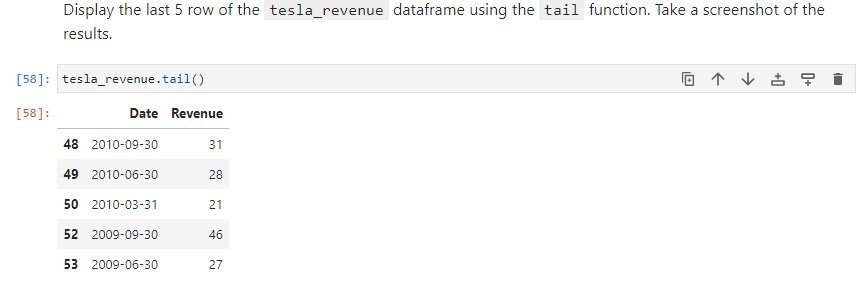 Display the last 5 row of the tesla_revenue dataframe using the tail function. Take a screenshot of the
results.
[58]: tesla_revenue.tail()
[58]: Date Revenue
48 2010-09-30 31
49 2010-06-30 28
50 2010-03-31 21
52 2009-09-30 46
53 2009-06-30 27